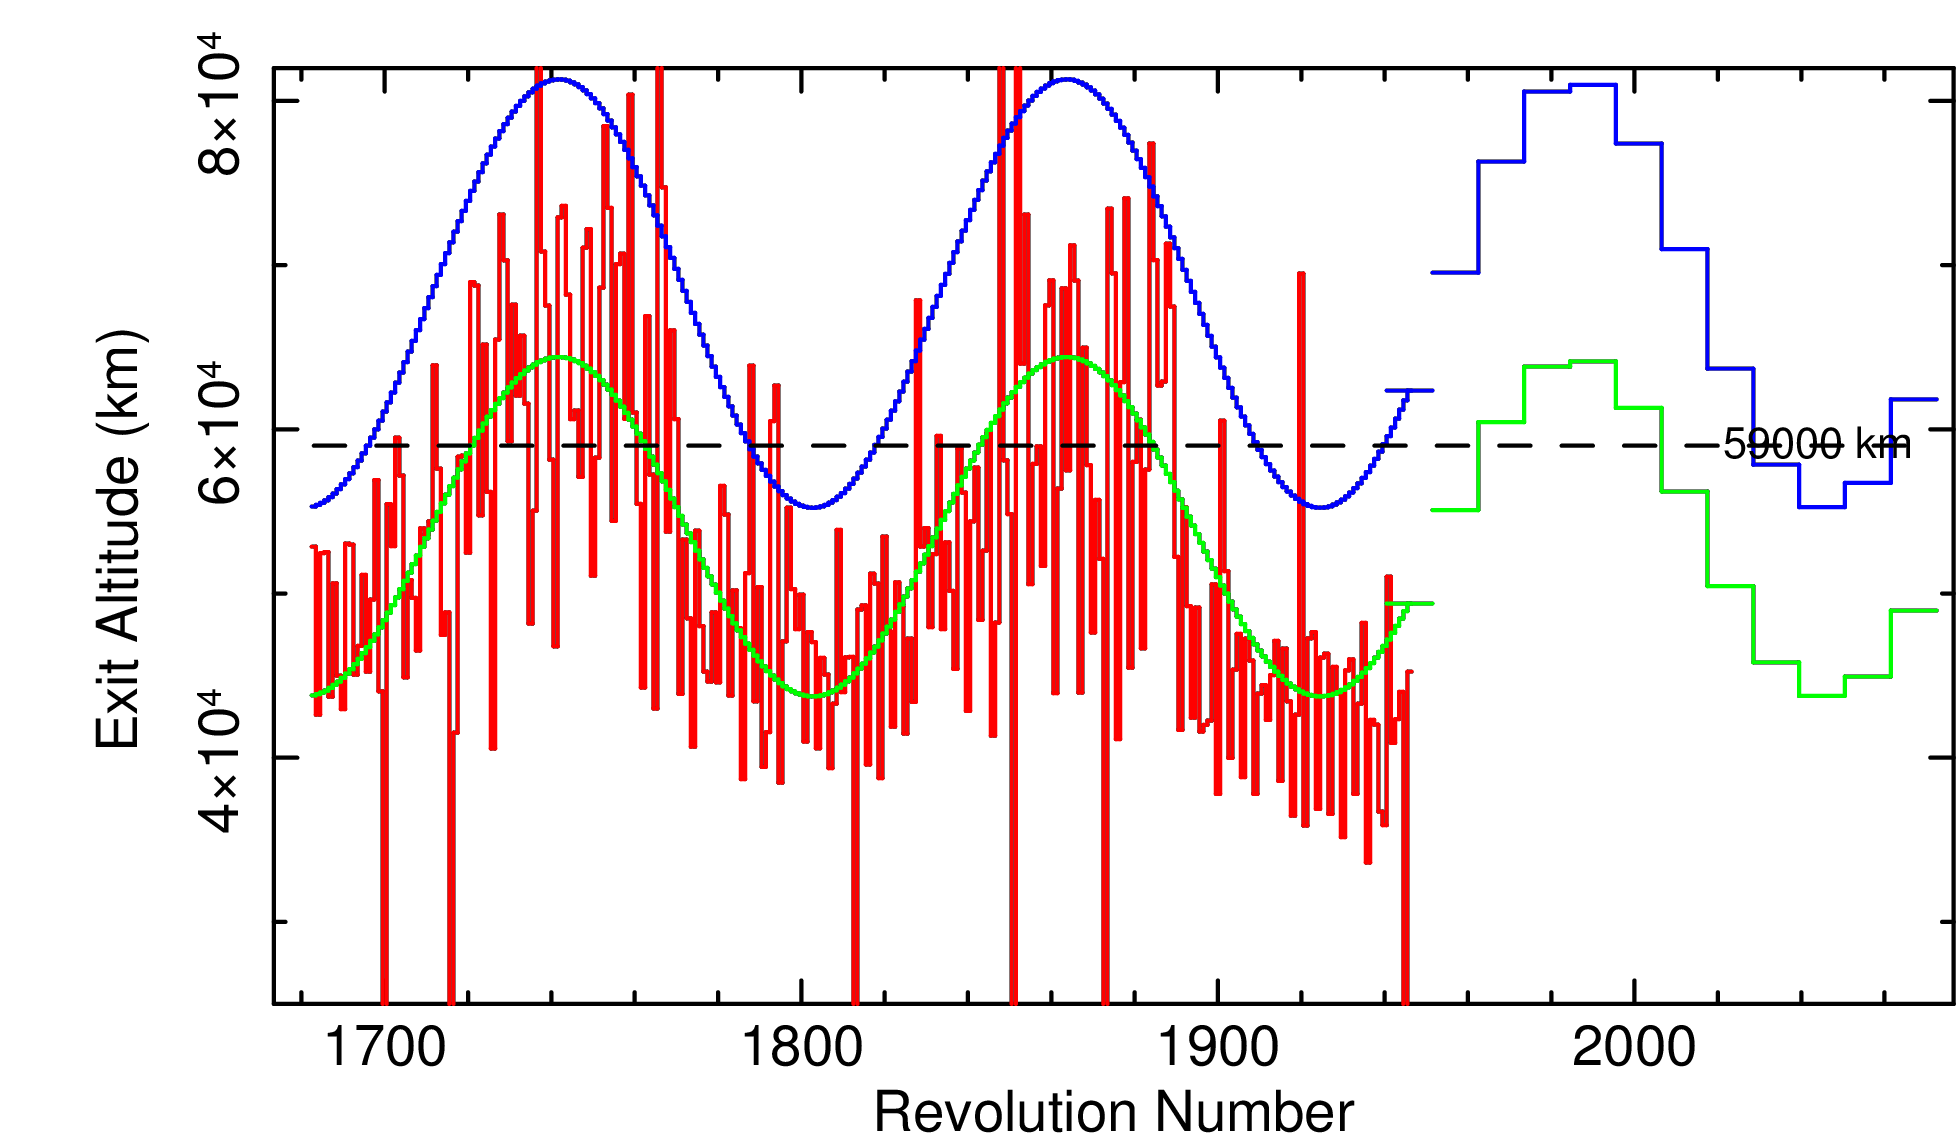 Exit Altitude (km)
8×10⁴
6×10⁴
4×10⁴
59000 km
1700 1800 1900 2000
Revolution Number